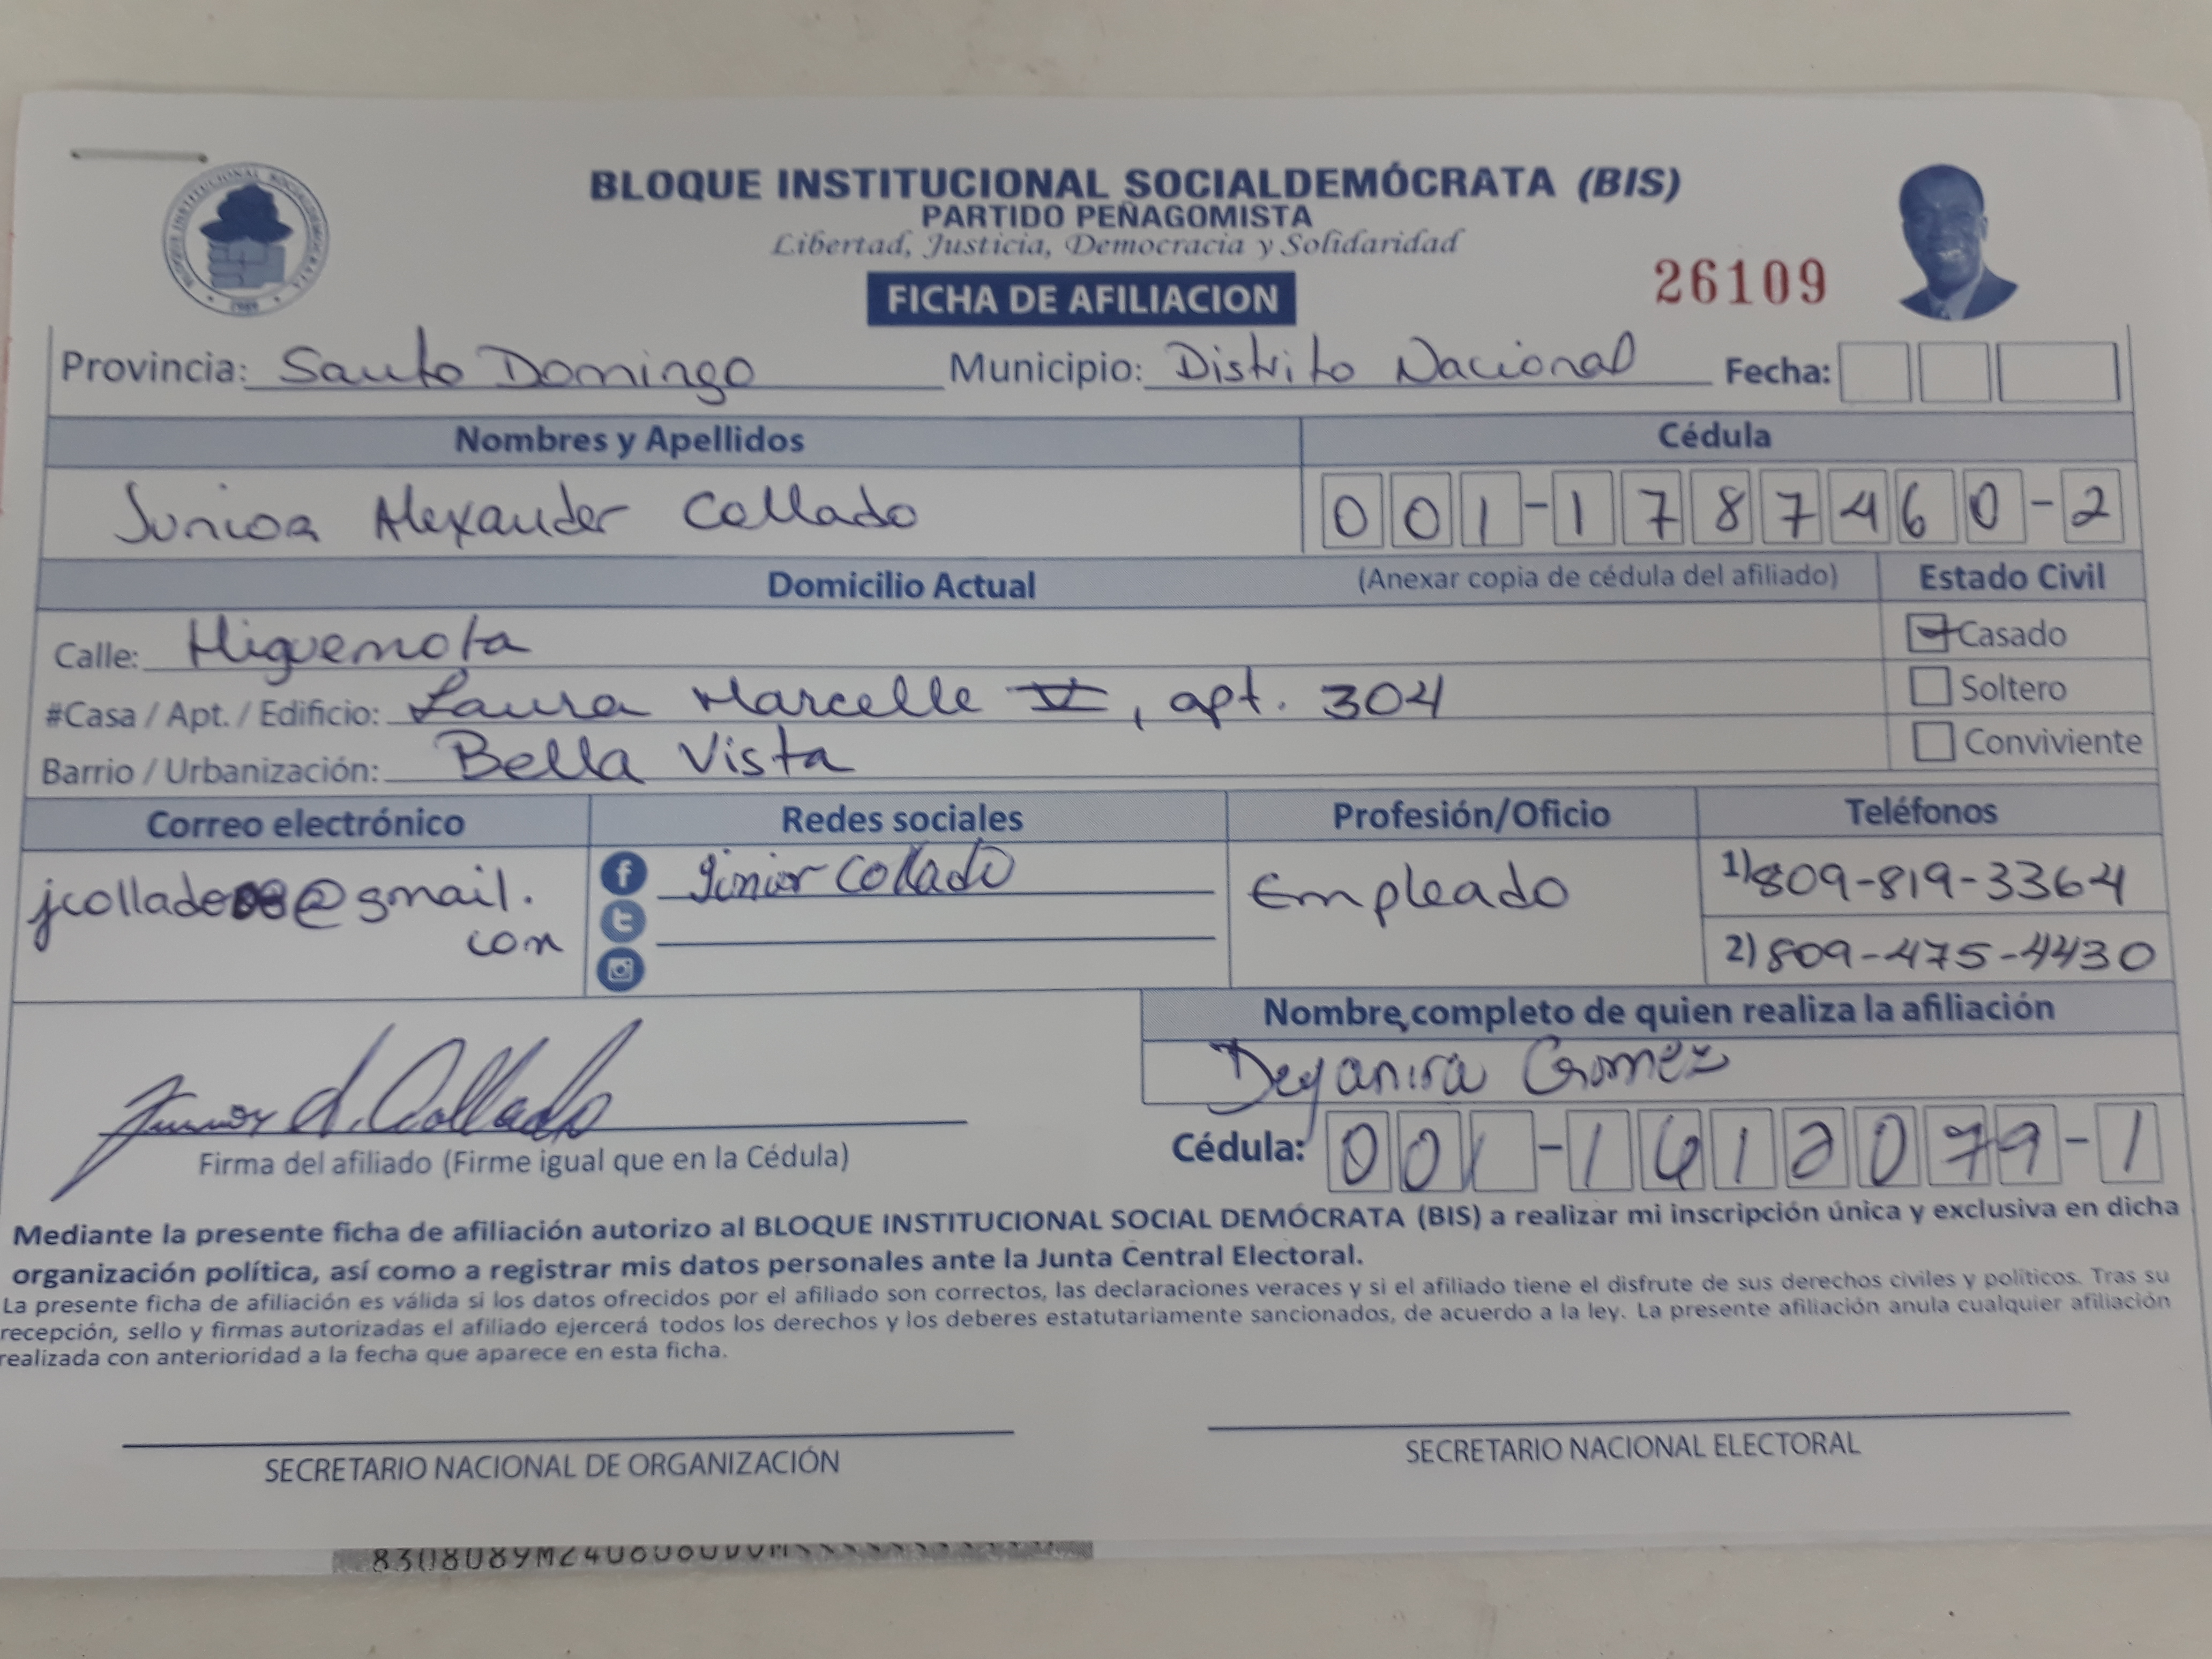 BLOQUE INSTITUCIONAL SOCIALDEMÓCRATA (BIS)
PARTIDO PEÑAGOMISTA
Libertad, Justicia, Democracia y Solidaridad
FICHA DE AFILIACION
26109
Provincia: Santo Domingo Municipio: Distrito Nacional Fecha:
Nombres y Apellidos Cédula
Junior Alexander Collado 001-1787460-2
Domicilio Actual (Anexar copia de cédula del afiliado) Estado Civil
Calle: Higuemota Casado
#Casa / Apt. / Edificio: Laura Marcelle V, apt. 304 Soltero
Barrio / Urbanización: Bella Vista Conviviente
Correo electrónico Redes sociales Profesión/Oficio Teléfonos
@gmail. Junior Collado Empleado 1) 809-819-3364
com 2) 809-475-4430
Nombre completo de quien realiza la afiliación
Deyanira Gomez
Junior A. Collado
Firma del afiliado (Firme igual que en la Cédula) Cédula: 001-1612079-1
Mediante la presente ficha de afiliación autorizo al BLOQUE INSTITUCIONAL SOCIAL DEMÓCRATA (BIS) a realizar mi inscripción única y exclusiva en dicha
organización política, así como a registrar mis datos personales ante la Junta Central Electoral.
La presente ficha de afiliación es válida si los datos ofrecidos por el afiliado son correctos, las declaraciones veraces y si el afiliado tiene el disfrute de sus derechos civiles y políticos. Tras su
recepción, sello y firmas autorizadas el afiliado ejercerá todos los derechos y los deberes estatutariamente sancionados, de acuerdo a la ley. La presente afiliación anula cualquier afiliación
realizada con anterioridad a la fecha que aparece en esta ficha.
SECRETARIO NACIONAL DE ORGANIZACIÓN SECRETARIO NACIONAL ELECTORAL